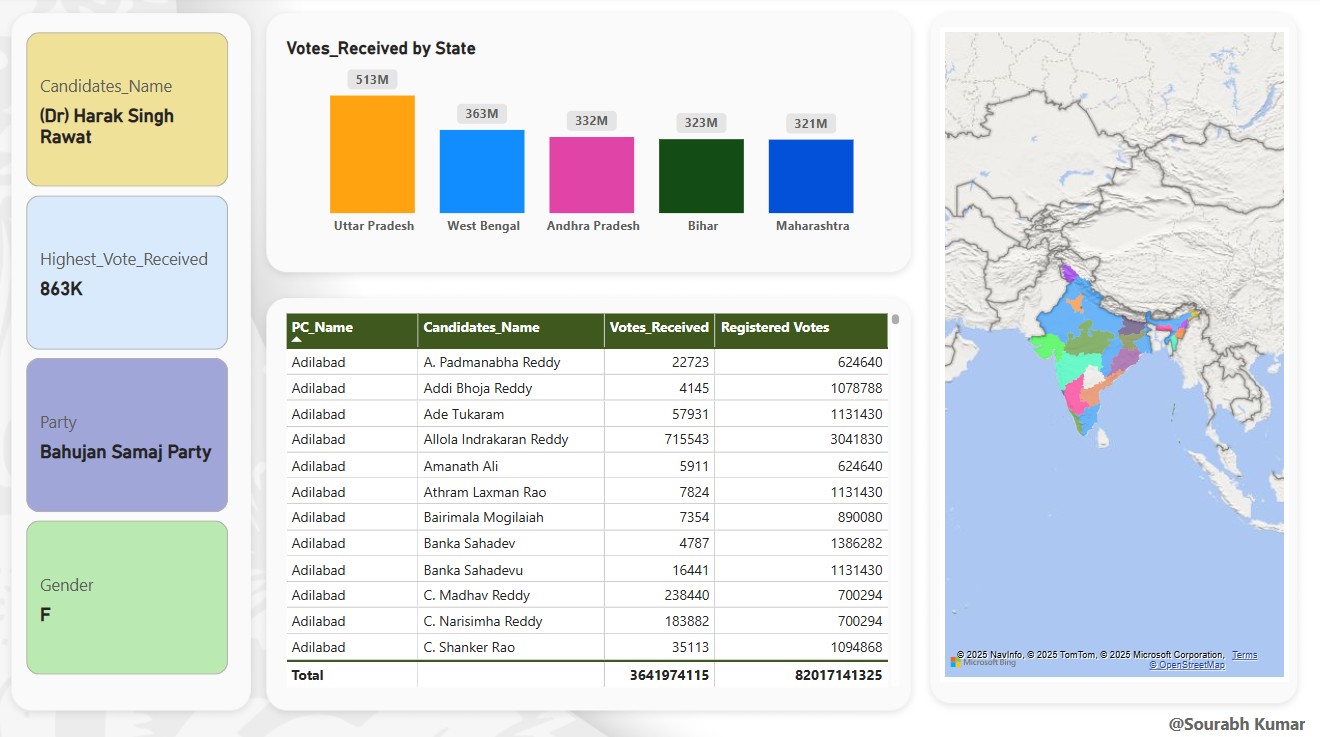 Candidates_Name
(Dr) Harak Singh
Rawat
Highest_Vote_Received
863K
Party
Bahujan Samaj Party
Gender
F
Votes_Received by State
513M
363M
332M
323M
321M
Uttar Pradesh West Bengal Andhra Pradesh Bihar Maharashtra
PC_Name Candidates_Name Votes_Received Registered Votes
Adilabad A. Padmanabha Reddy 22723 624640
Adilabad Addi Bhoja Reddy 4145 1078788
Adilabad Ade Tukaram 57931 1131430
Adilabad Allola Indrakaran Reddy 715543 3041830
Adilabad Amanath Ali 5911 624640
Adilabad Athram Laxman Rao 7824 1131430
Adilabad Bairimala Mogilaiah 7354 890080
Adilabad Banka Sahadev 4787 1386282
Adilabad Banka Sahadevu 16441 1131430
Adilabad C. Madhav Reddy 238440 700294
Adilabad C. Narisimha Reddy 183882 700294
Adilabad C. Shanker Rao 35113 1094868
Total 3641974115 82017141325
© 2025 NavInfo, © 2025 TomTom, © 2025 Microsoft Corporation, Terms
Microsoft Bing © OpenStreetMap
@Sourabh Kumar